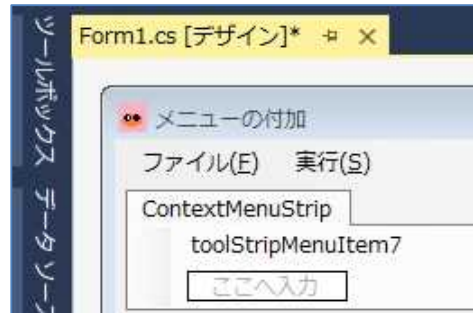 ツールボックス
データソース
Form1.cs [デザイン]*
メニューの付加
ファイル(F) 実行(S)
ContextMenuStrip
toolStripMenuItem7
ここへ入力